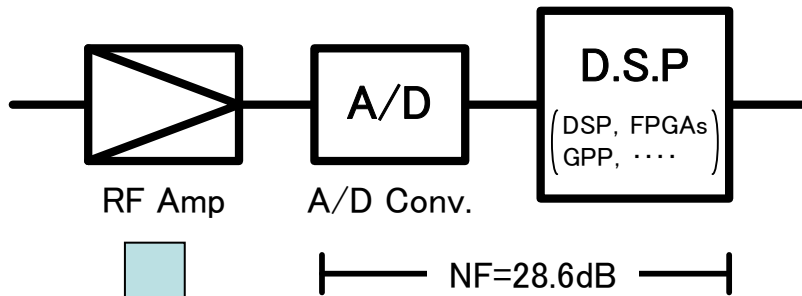 A/D
D.S.P
(DSP, FPGAs
GPP, ････)
RF Amp
A/D Conv.
NF=28.6dB